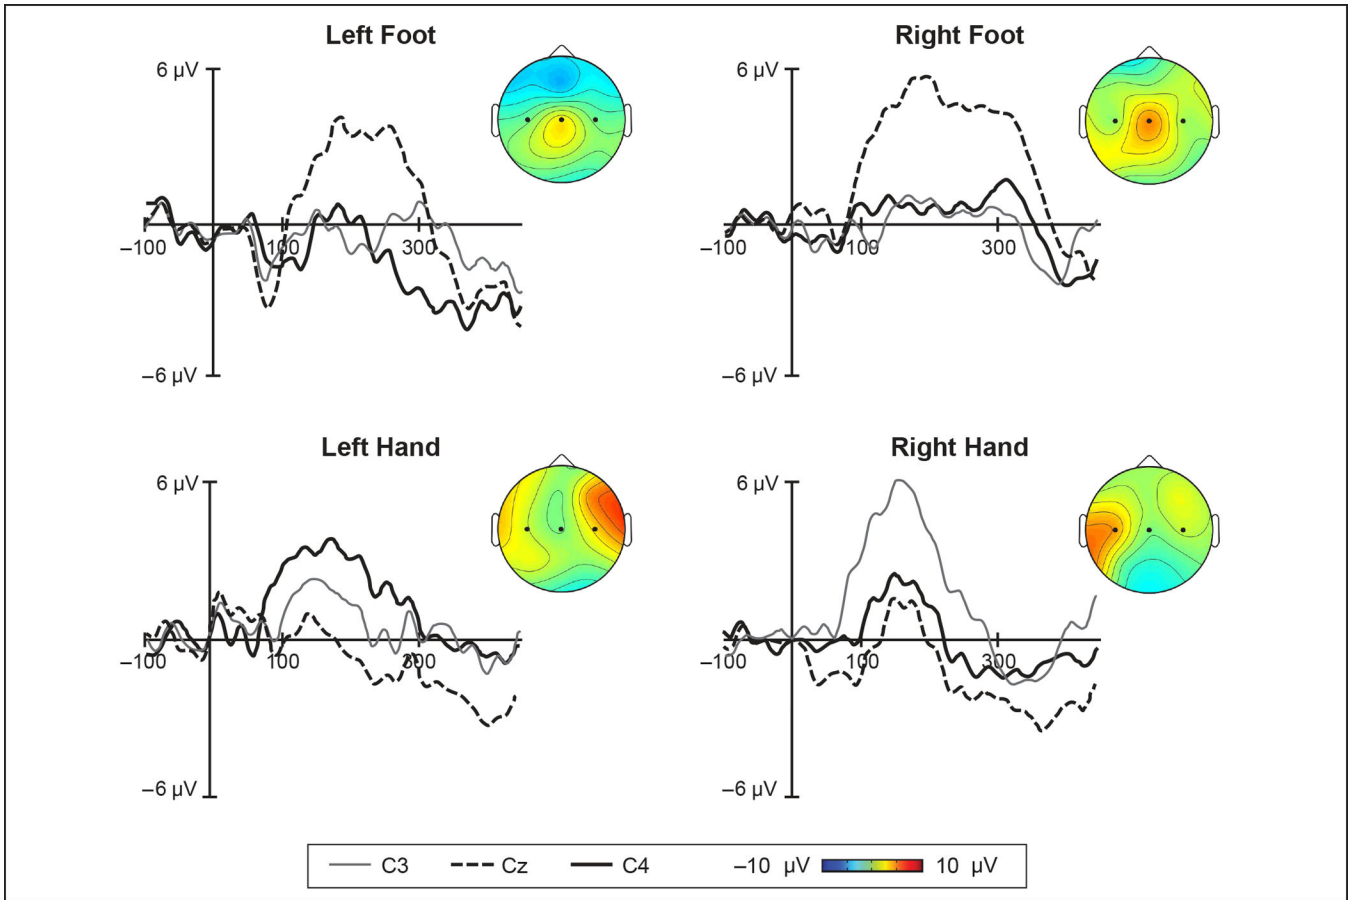 Left Foot
Right Foot
6 µV
6 µV
–100
100
300
–100
100
300
–6 µV
–6 µV
Left Hand
Right Hand
6 µV
6 µV
–100
100
300
–100
100
300
–6 µV
–6 µV
C3 Cz C4 –10 µV 10 µV